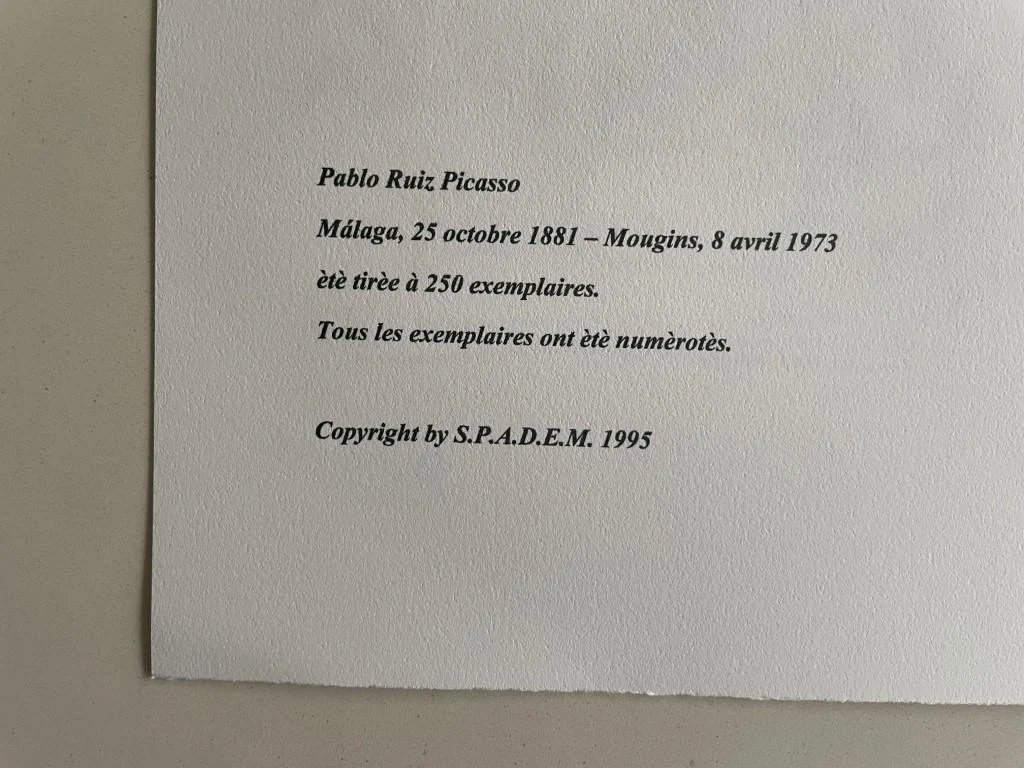 Pablo Ruiz Picasso
Málaga, 25 octobre 1881 – Mougins, 8 avril 1973
ètè tirèe à 250 exemplaires.
Tous les exemplaires ont ètè numèrotès.
Copyright by S.P.A.D.E.M. 1995